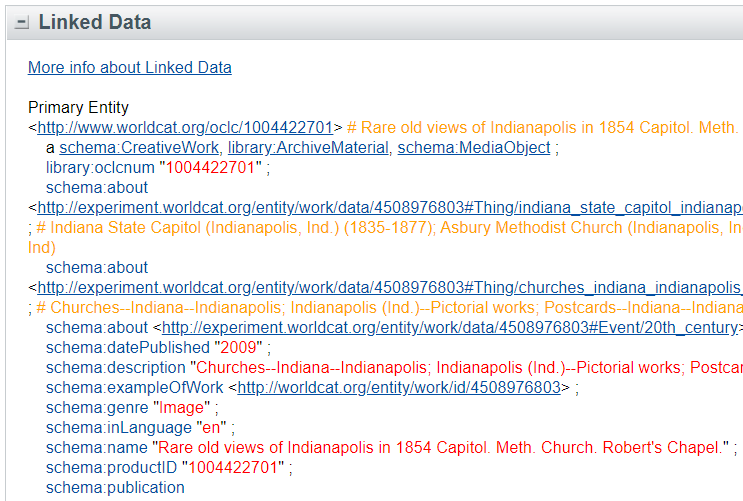 Linked Data
More info about Linked Data
Primary Entity
<http://www.worldcat.org/oclc/1004422701> # Rare old views of Indianapolis in 1854 Capitol. Meth.
a schema:CreativeWork, library:ArchiveMaterial, schema:MediaObject ;
library:oclcnum "1004422701" ;
schema:about
<http://experiment.worldcat.org/entity/work/data/4508976803#Thing/indiana_state_capitol_indianapo
; # Indiana State Capitol (Indianapolis, Ind.) (1835-1877); Asbury Methodist Church (Indianapolis, In
Ind)
schema:about
<http://experiment.worldcat.org/entity/work/data/4508976803#Thing/churches_indiana_indianapolis_
; # Churches--Indiana--Indianapolis; Indianapolis (Ind.)--Pictorial works; Postcards--Indiana--Indiana
schema:about <http://experiment.worldcat.org/entity/work/data/4508976803#Event/20th_century>
schema:datePublished "2009" ;
schema:description "Churches--Indiana--Indianapolis; Indianapolis (Ind.)--Pictorial works; Postcar
schema:exampleOfWork <http://worldcat.org/entity/work/id/4508976803> ;
schema:genre "Image" ;
schema:inLanguage "en" ;
schema:name "Rare old views of Indianapolis in 1854 Capitol. Meth. Church. Robert's Chapel." ;
schema:productID "1004422701" ;
schema:publication